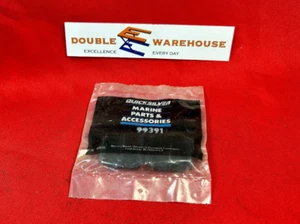 DOUBLE WAREHOUSE
EXCELLENCE EVERY DAY
QUICKSILVER
MARINE
PARTS &
ACCESSORIES
99391